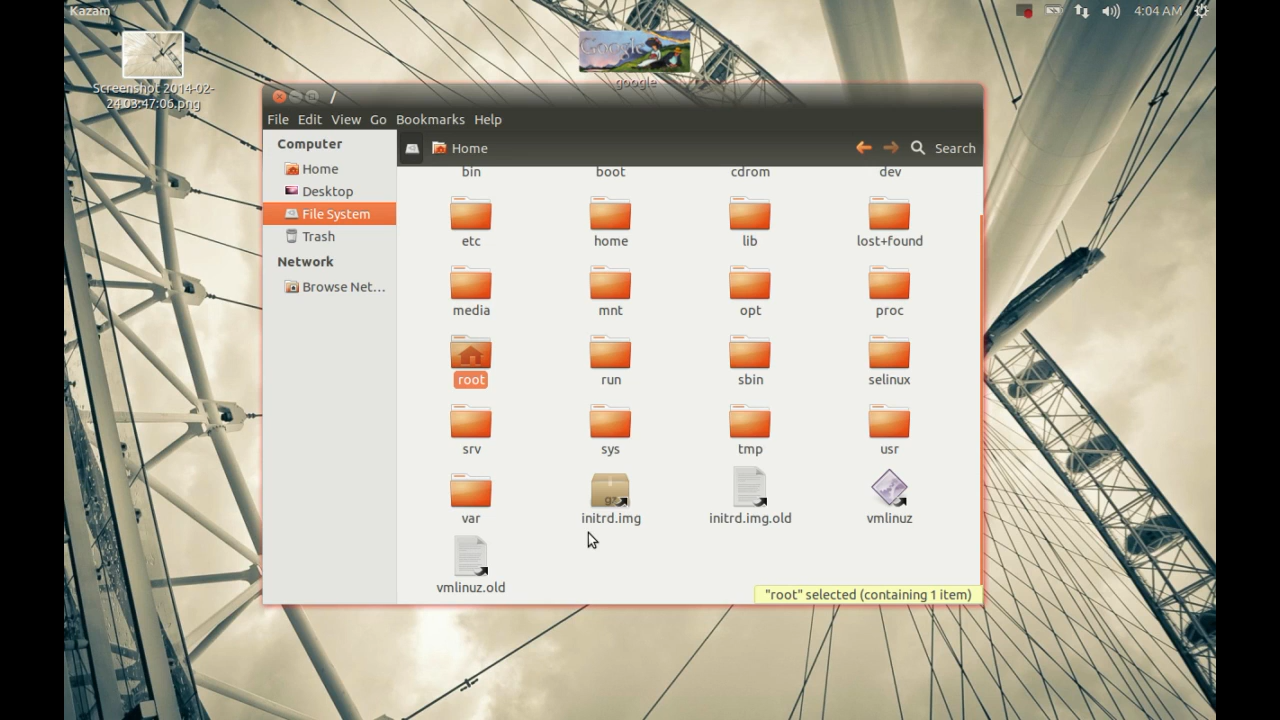 Kazam
4:04 AM
Google
google
Screenshot 2014-02-
24 03:47:06.png
/
File Edit View Go Bookmarks Help
Computer
Home
Desktop
File System
Trash
Network
Browse Net...
Home
Search
bin boot cdrom dev
etc home lib lost+found
media mnt opt proc
root run sbin selinux
srv sys tmp usr
gz
var initrd.img initrd.img.old vmlinuz
vmlinuz.old
"root" selected (containing 1 item)